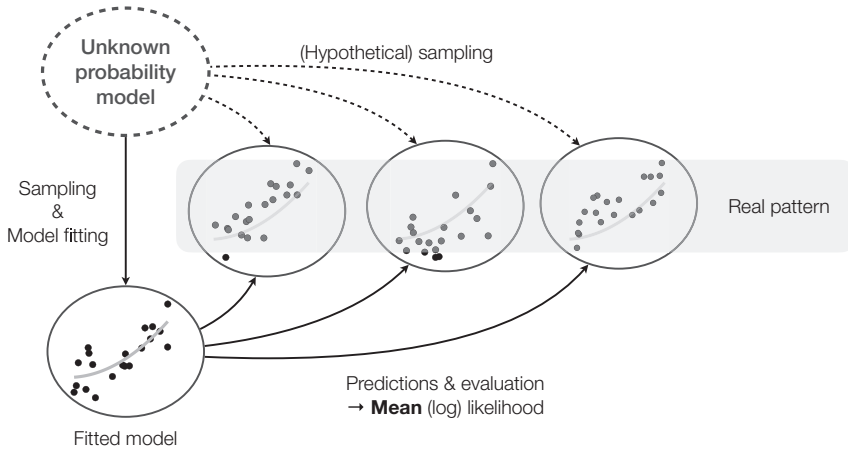 Unknown
probability
model
(Hypothetical) sampling
Sampling
&
Model fitting
Real pattern
Predictions & evaluation
→ Mean (log) likelihood
Fitted model